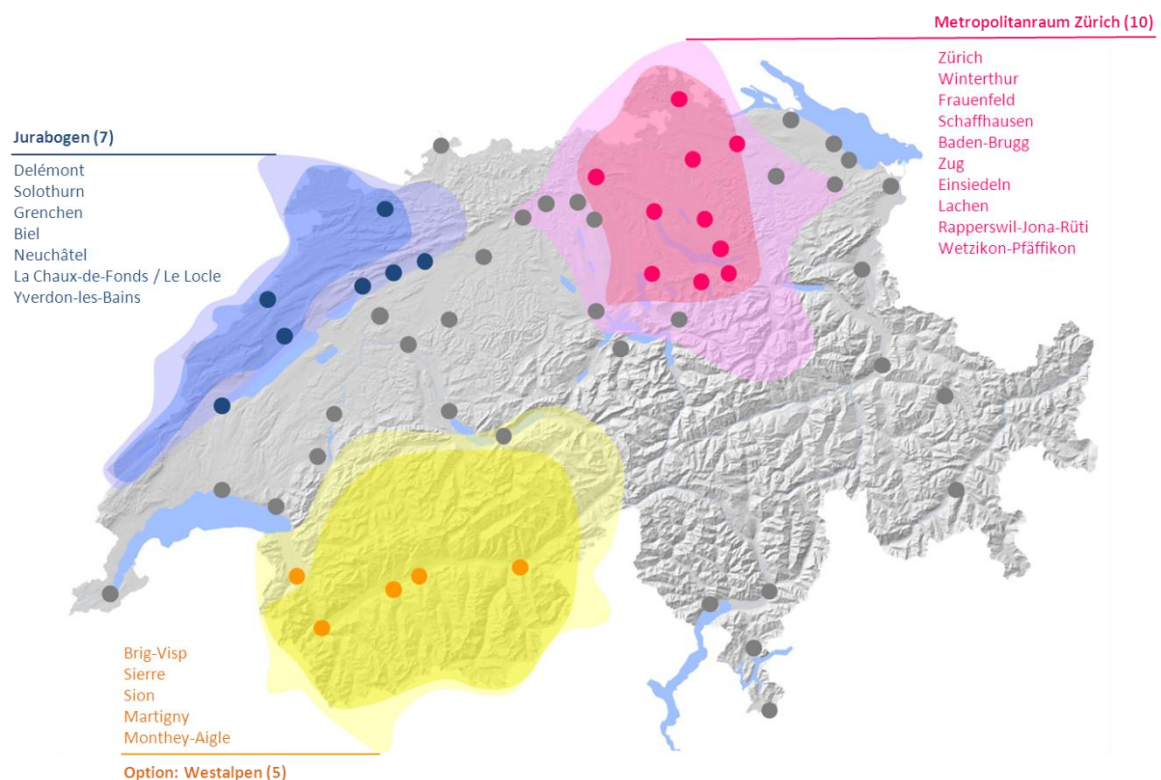 Metropolitanraum Zürich (10)
Zürich
Winterthur
Frauenfeld
Schaffhausen
Baden-Brugg
Zug
Einsiedeln
Lachen
Rapperswil-Jona-Rüti
Wetzikon-Pfäffikon
Jurabogen (7)
Delémont
Solothurn
Grenchen
Biel
Neuchâtel
La Chaux-de-Fonds / Le Locle
Yverdon-les-Bains
Brig-Visp
Sierre
Sion
Martigny
Monthey-Aigle
Option: Westalpen (5)